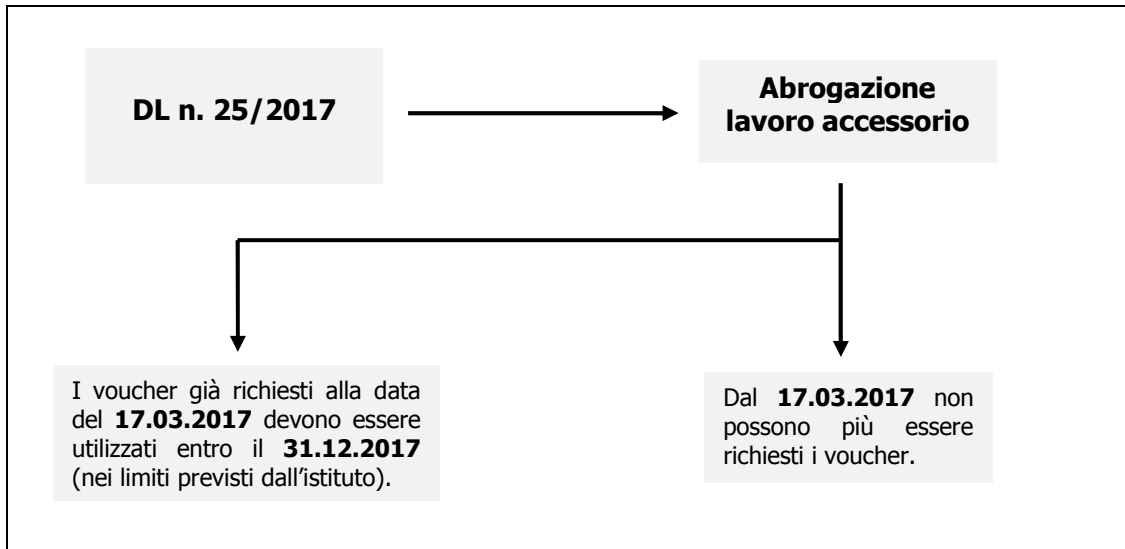 DL n. 25/2017
Abrogazione
lavoro accessorio
I voucher già richiesti alla data
del 17.03.2017 devono essere
utilizzati entro il 31.12.2017
(nei limiti previsti dall'istituto).
Dal 17.03.2017 non
possono più essere
richiesti i voucher.